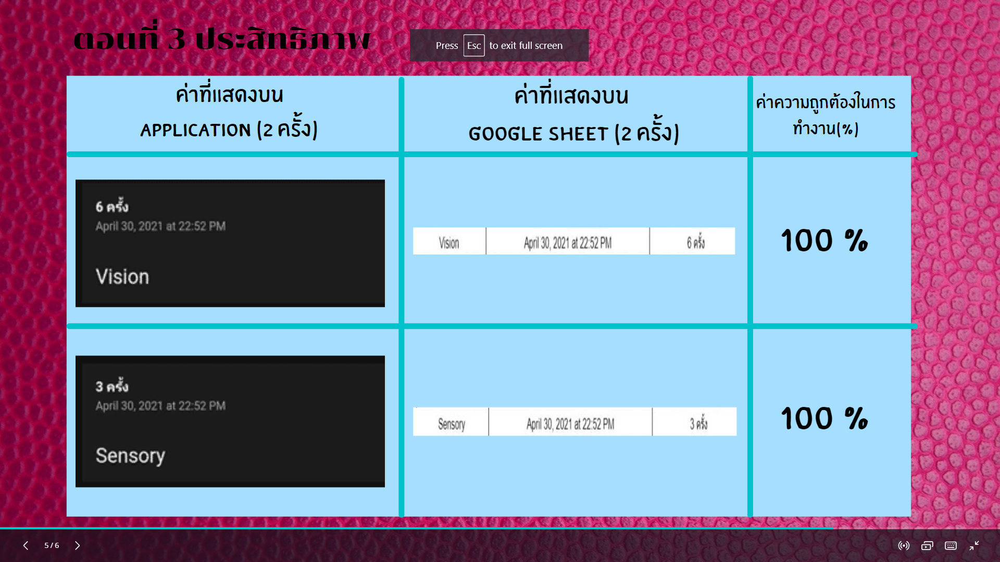 ตอนที่ 3 ประสิทธิภาพ
Press Esc to exit full screen
ค่าที่แสดงบน
APPLICATION (2 ครั้ง)
ค่าที่แสดงบน
GOOGLE SHEET (2 ครั้ง)
ค่าความถูกต้องในการ
ทำงาน(%)
6 ครั้ง
April 30, 2021 at 22:52 PM
Vision
Vision April 30, 2021 at 22:52 PM 6 ครั้ง
100 %
3 ครั้ง
April 30, 2021 at 22:52 PM
Sensory
Sensory April 30, 2021 at 22:52 PM 3 ครั้ง
100 %
5/6